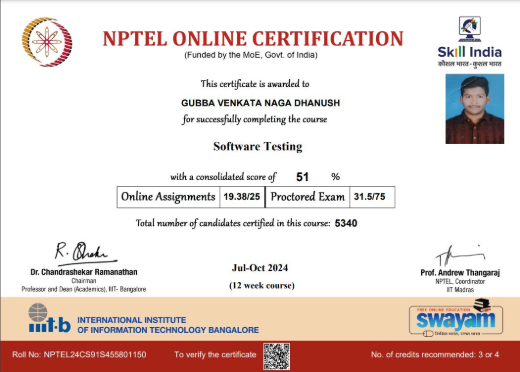 NPTEL ONLINE CERTIFICATION
(Funded by the MoE, Govt. of India)
Skill India
कौशल भारत - कुशल भारत
This certificate is awarded to
GUBBA VENKATA NAGA DHANUSH
for successfully completing the course
Software Testing
with a consolidated score of 51 %
Online Assignments 19.38/25 Proctored Exam 31.5/75
Total number of candidates certified in this course: 5340
Dr. Chandrashekar Ramanathan
Chairman
Professor and Dean (Academics), IIIT- Bangalore
Jul-Oct 2024
(12 week course)
Prof. Andrew Thangaraj
NPTEL, Coordinator
IIT Madras
iiit-b
INTERNATIONAL INSTITUTE
OF INFORMATION TECHNOLOGY BANGALORE
FREE ONLINE EDUCATION
swayam
Roll No: NPTEL24CS91S455801150
To verify the certificate
No. of credits recommended: 3 or 4